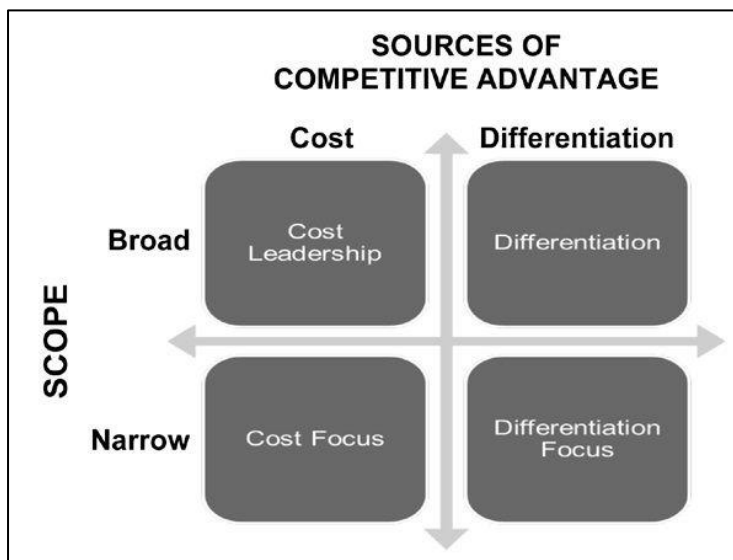 SOURCES OF
COMPETITIVE ADVANTAGE
Cost
Differentiation
SCOPE
Broad
Cost
Leadership
Differentiation
Narrow
Cost Focus
Differentiation
Focus